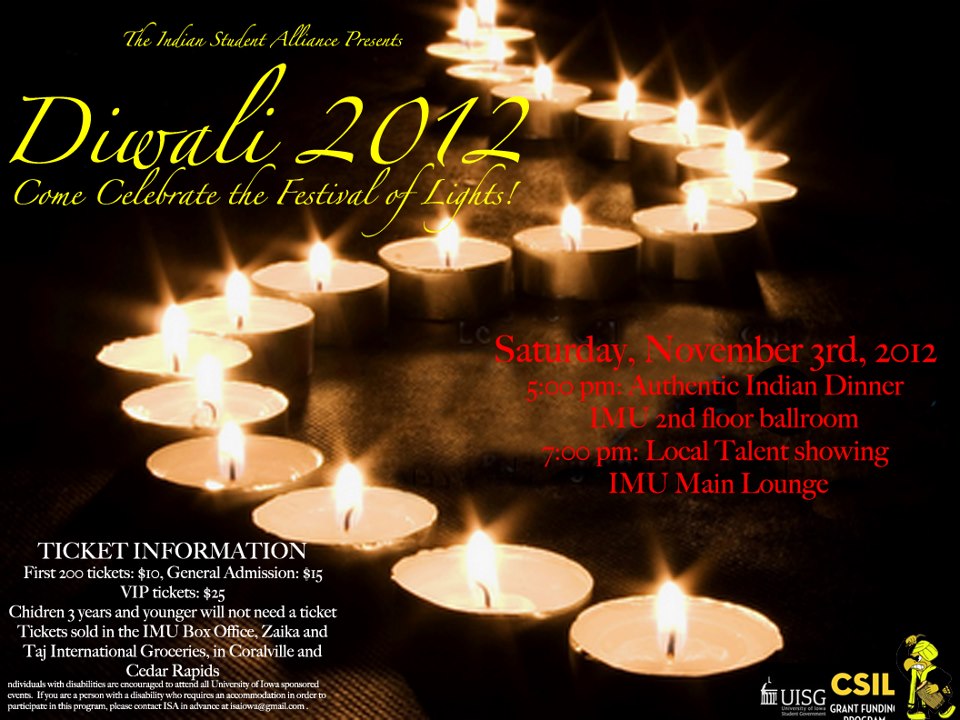 The Indian Student Alliance Presents
Diwali 2012
Come Celebrate the Festival of Lights!
Saturday, November 3rd, 2012
5:00 pm: Authentic Indian Dinner
IMU 2nd floor ballroom
7:00 pm: Local Talent showing
IMU Main Lounge
TICKET INFORMATION
First 200 tickets: $10, General Admission: $15
VIP tickets: $25
Chidren 3 years and younger will not need a ticket
Tickets sold in the IMU Box Office, Zaika and
Taj International Groceries, in Coralville and
Cedar Rapids
ndividuals with disabilities are encouraged to attend all University of Iowa sponsored
events. If you are a person with a disability who requires an accommodation in order to
participate in this program, please contact ISA in advance at isaiowa@gmail.com .
UISG
University of Iowa
Student Government
CSIL
GRANT FUNDING
PROGRAM